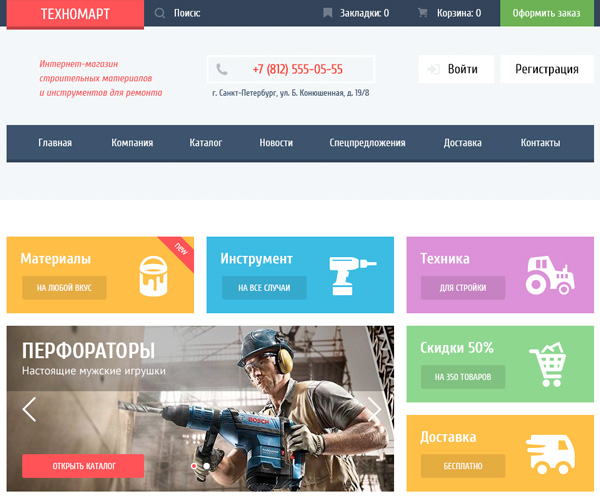 ТЕХНОМАРТ
Поиск:
Закладки: 0
Корзина: 0
Оформить заказ
Интернет-магазин
строительных материалов
и инструментов для ремонта
+7 (812) 555-05-55
г. Санкт-Петербург, ул. Б. Конюшенная, д. 19/8
Войти
Регистрация
Главная
Компания
Каталог
Новости
Спецпредложения
Доставка
Контакты
Материалы
НА ЛЮБОЙ ВКУС
new
Инструмент
НА ВСЕ СЛУЧАИ
Техника
ДЛЯ СТРОЙКИ
ПЕРФОРАТОРЫ
Настоящие мужские игрушки
BOSCH
ОТКРЫТЬ КАТАЛОГ
Скидки 50%
НА 350 ТОВАРОВ
Доставка
БЕСПЛАТНО